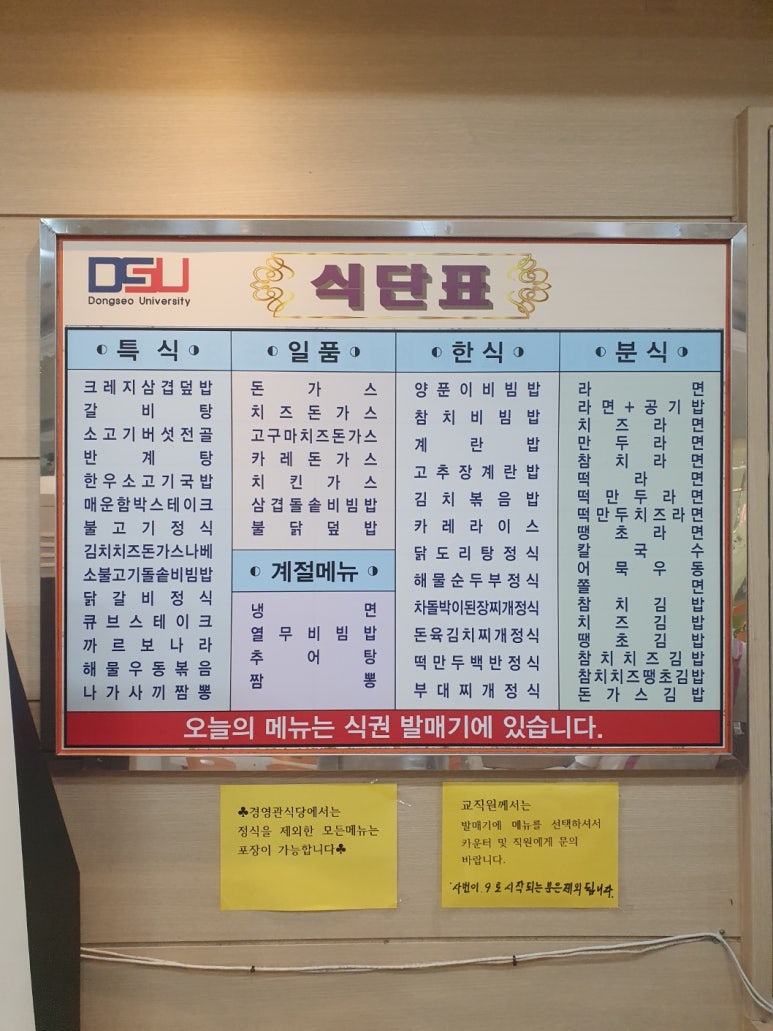 DSU
Dongseo University
식단표
특식
크레지삼겹덮밥
갈비탕
소고기버섯전골
반계탕
한우소고기국밥
매운함박스테이크
불고기정식
김치치즈돈가스나베
소불고기돌솥비빔밥
닭갈비정식
큐브스테이크
까르보나라
해물우동볶음
나가사끼짬뽕
일품
돈가스
치즈돈가스
고구마치즈돈가스
카레돈가스
치킨가스
삼겹돌솥비빔밥
불닭덮밥
계절메뉴
냉면
열무비빔밥
추어탕
짬뽕
한식
양푼이비빔밥
참치비빔밥
계란밥
고추장계란밥
김치볶음밥
카레라이스
닭도리탕정식
해물순두부정식
차돌박이된장찌개정식
돈육김치찌개정식
떡만두백반정식
부대찌개정식
분식
라면
라면+공기밥
치즈라면
만두라면
참치라면
떡라면
떡만두라면
떡만두치즈라면
땡초라면
칼국수
어묵우동
쫄면
참치김밥
치즈김밥
땡초김밥
참치치즈김밥
참치치즈땡초김밥
돈가스김밥
오늘의 메뉴는 식권 발매기에 있습니다.
♣경영관식당에서는
정식을 제외한 모든메뉴는
포장이 가능합니다♣
교직원께서는
발매기에 메뉴를 선택하셔서
카운터 및 직원에게 문의
바랍니다.
사번이 9로 시작되는 분은 제외됩니다.